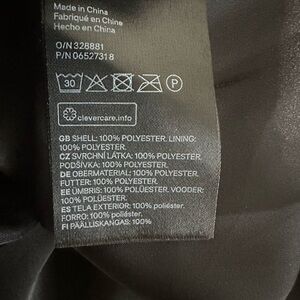 Made in China
Fabriqué en Chine
Hecho en China
O/N 328881
P/N 06527318
30 P
clevercare.info
GB SHELL: 100% POLYESTER. LINING:
100% POLYESTER.
CZ SVRCHNÍ LÁTKA: 100% POLYESTER.
PODŠÍVKA: 100% POLYESTER.
DE OBERMATERIAL: 100% POLYESTER.
FUTTER: 100% POLYESTER.
EE ÜMBRIS: 100% POLÜESTER. VOODER:
100% POLÜESTER.
ES TELA EXTERIOR: 100% poliéster.
FORRO: 100% poliéster.
FI PÄÄLLISKANGAS: 100%